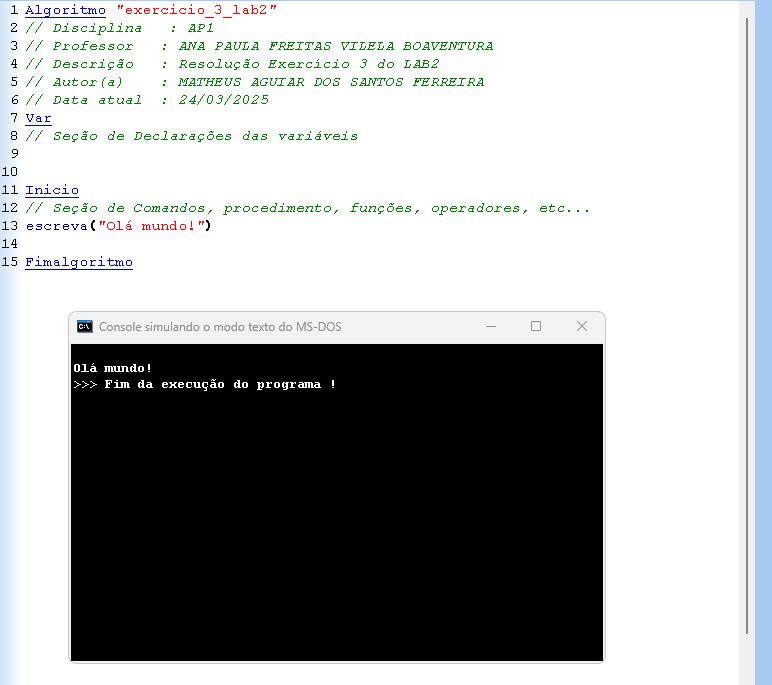 1 Algoritmo "exercicio_3_lab2"
2 // Disciplina   : AP1
3 // Professor   : ANA PAULA FREITAS VILELA BOAVENTURA
4 // Descrição   : Resolução Exercício 3 do LAB2
5 // Autor(a)    : MATHEUS AGUIAR DOS SANTOS FERREIRA
6 // Data atual  : 24/03/2025
7 Var
8 // Seção de Declarações das variáveis
9
10
11 Inicio
12 // Seção de Comandos, procedimento, funções, operadores, etc...
13 escreva("Olá mundo!")
14
15 Fimalgoritmo
C:\ Console simulando o modo texto do MS-DOS
Olá mundo!
>>> Fim da execução do programa !